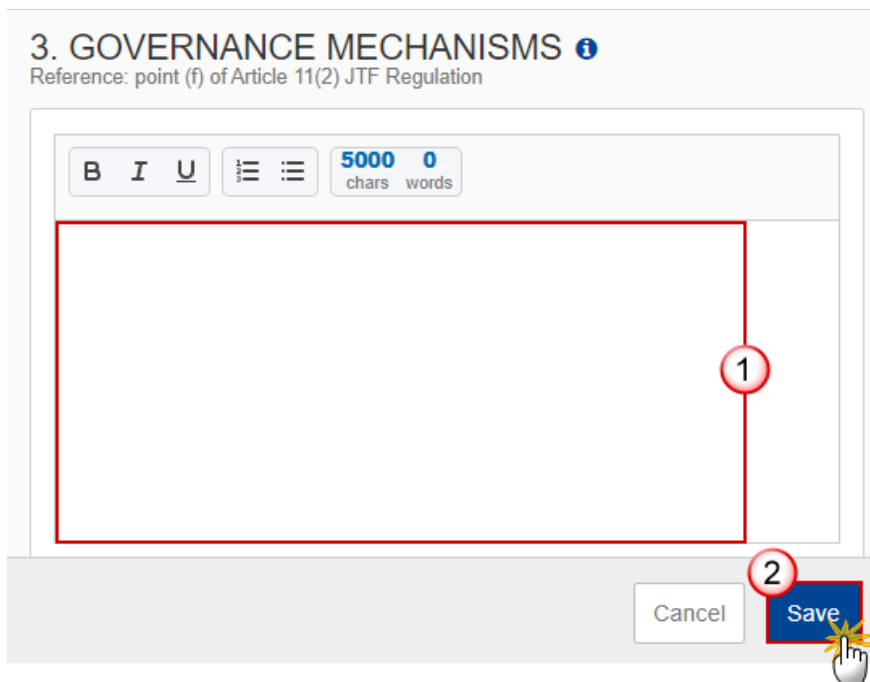 3. GOVERNANCE MECHANISMS i
Reference: point (f) of Article 11(2) JTF Regulation
B I U 5000 0
chars words
1
2
Cancel Save